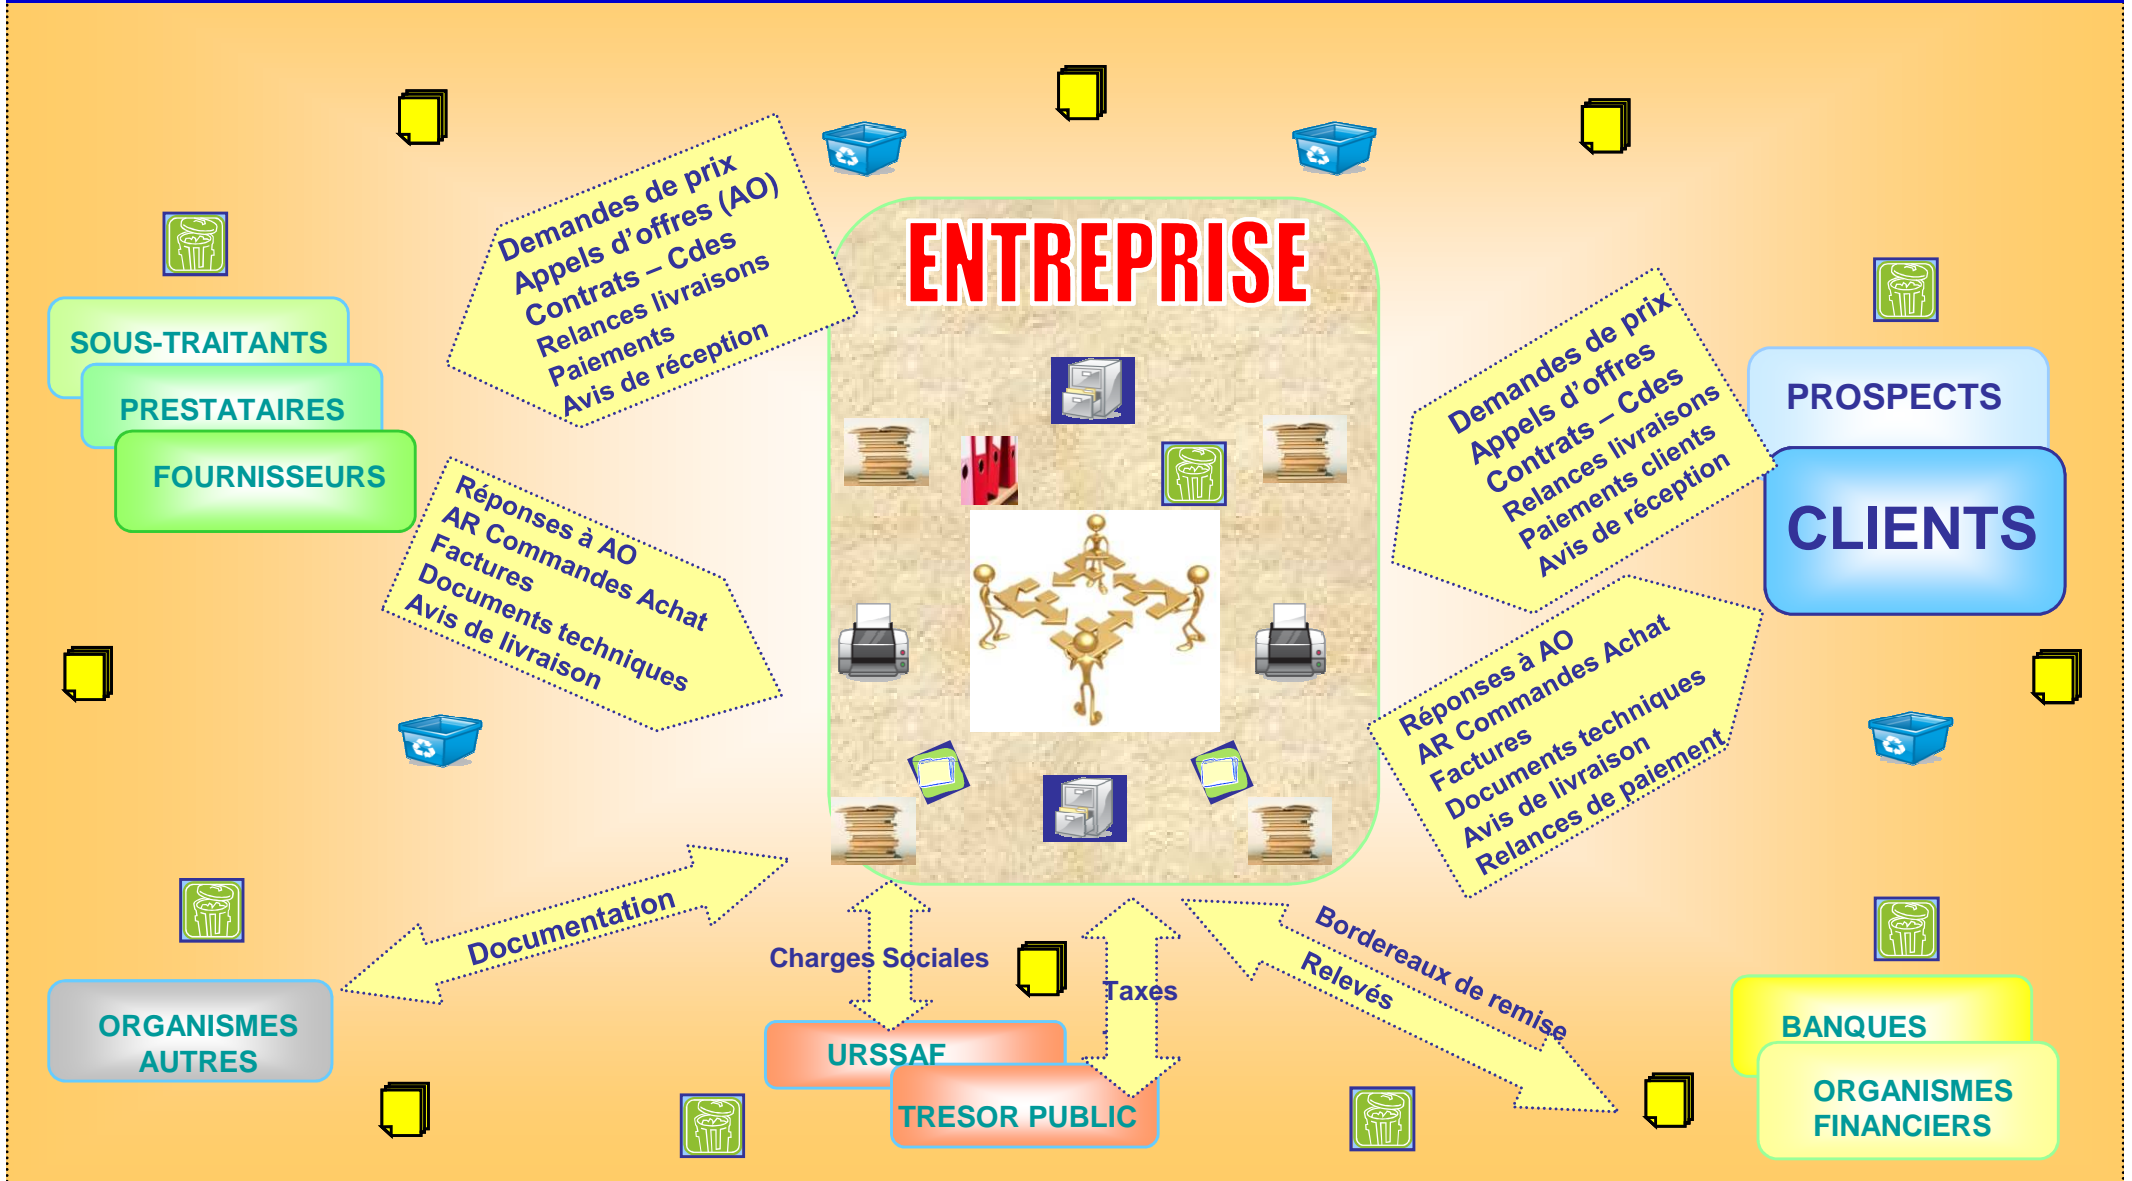 Demandes de prix
Appels d’offres (AO)
Contrats – Cdes
Relances livraisons
Paiements
Avis de réception
ENTREPRISE
SOUS-TRAITANTS
PRESTATAIRES
FOURNISSEURS
Demandes de prix
Appels d’offres
Contrats – Cdes
Relances livraisons
Paiements clients
Avis de réception
PROSPECTS
CLIENTS
Réponses à AO
AR Commandes Achat
Factures
Documents techniques
Avis de livraison
Réponses à AO
AR Commandes Achat
Factures
Documents techniques
Avis de livraison
Relances de paiement
Documentation
Charges Sociales
Taxes
Bordereaux de remise
Relevés
ORGANISMES
AUTRES
URSSAF
TRESOR PUBLIC
BANQUES
ORGANISMES
FINANCIERS